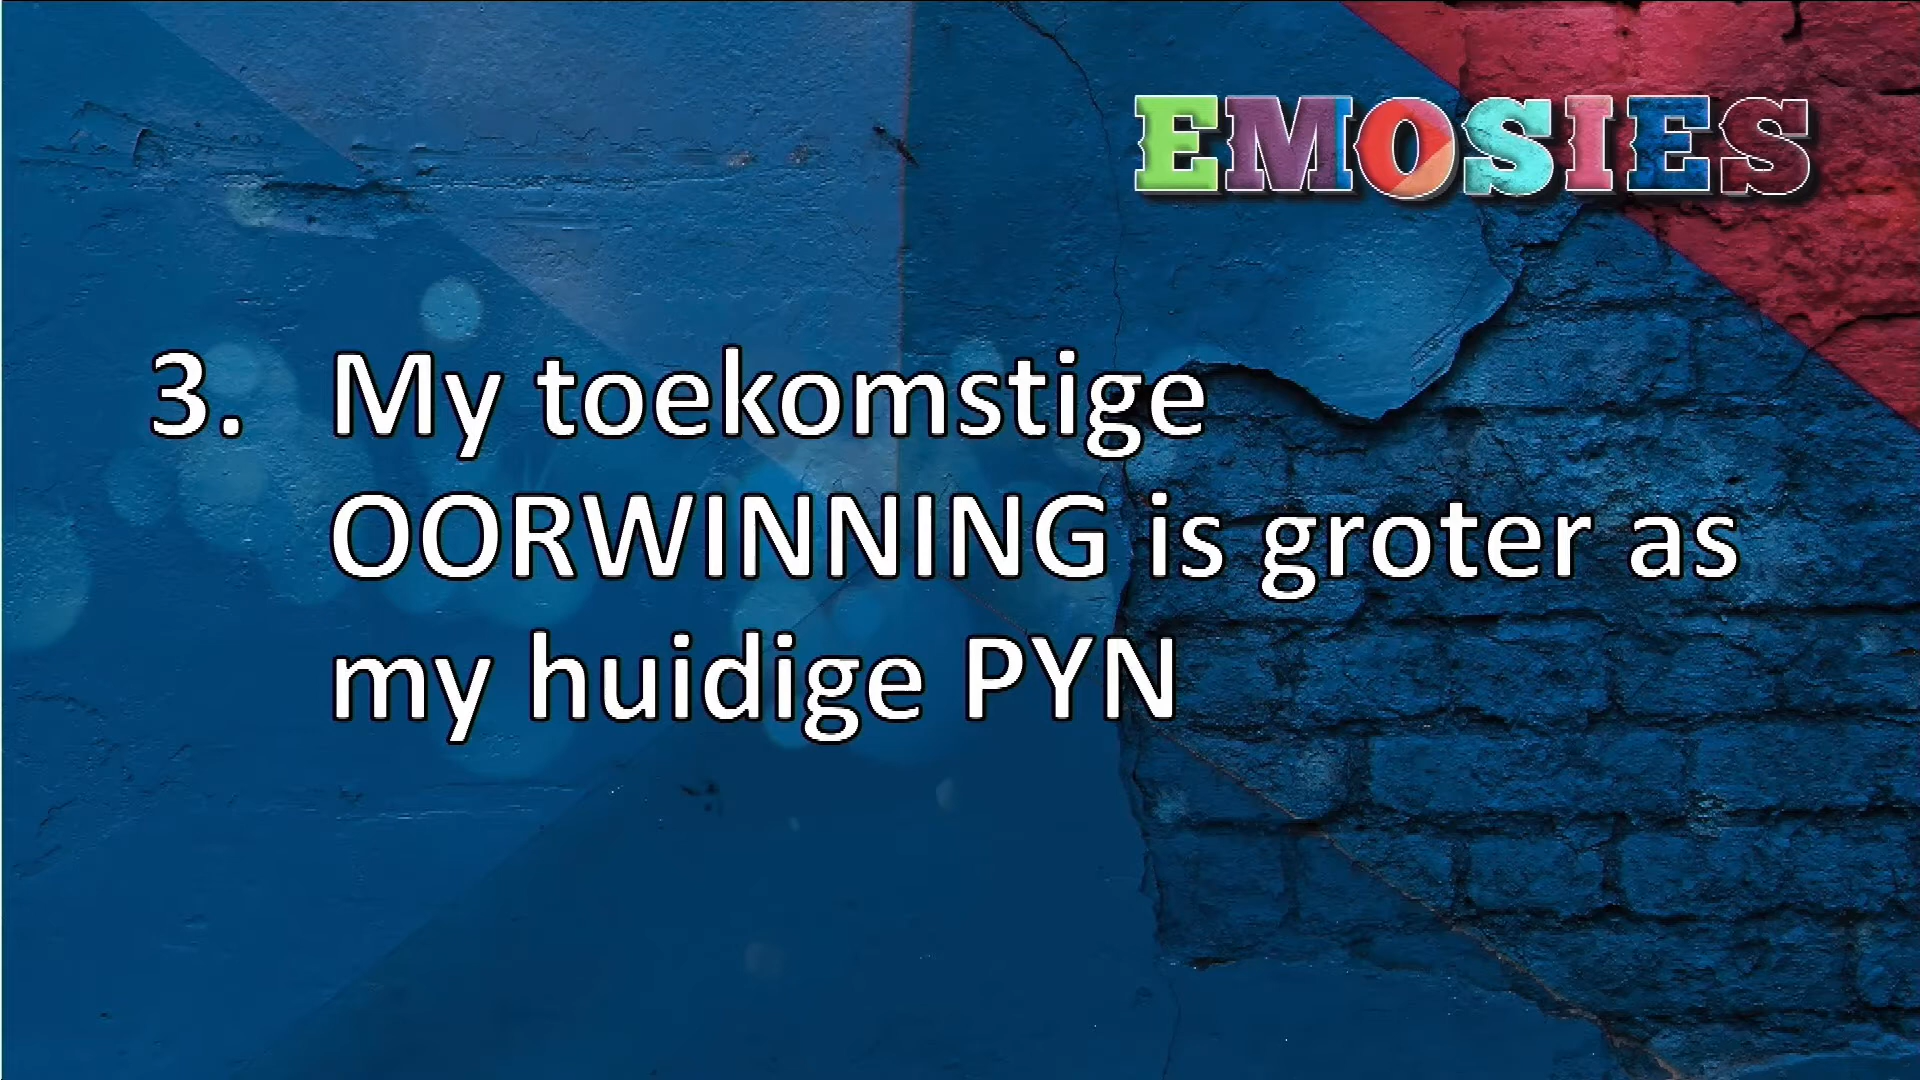 EMOSIES
3. My toekomstige
OORWINNING is groter as
my huidige PYN